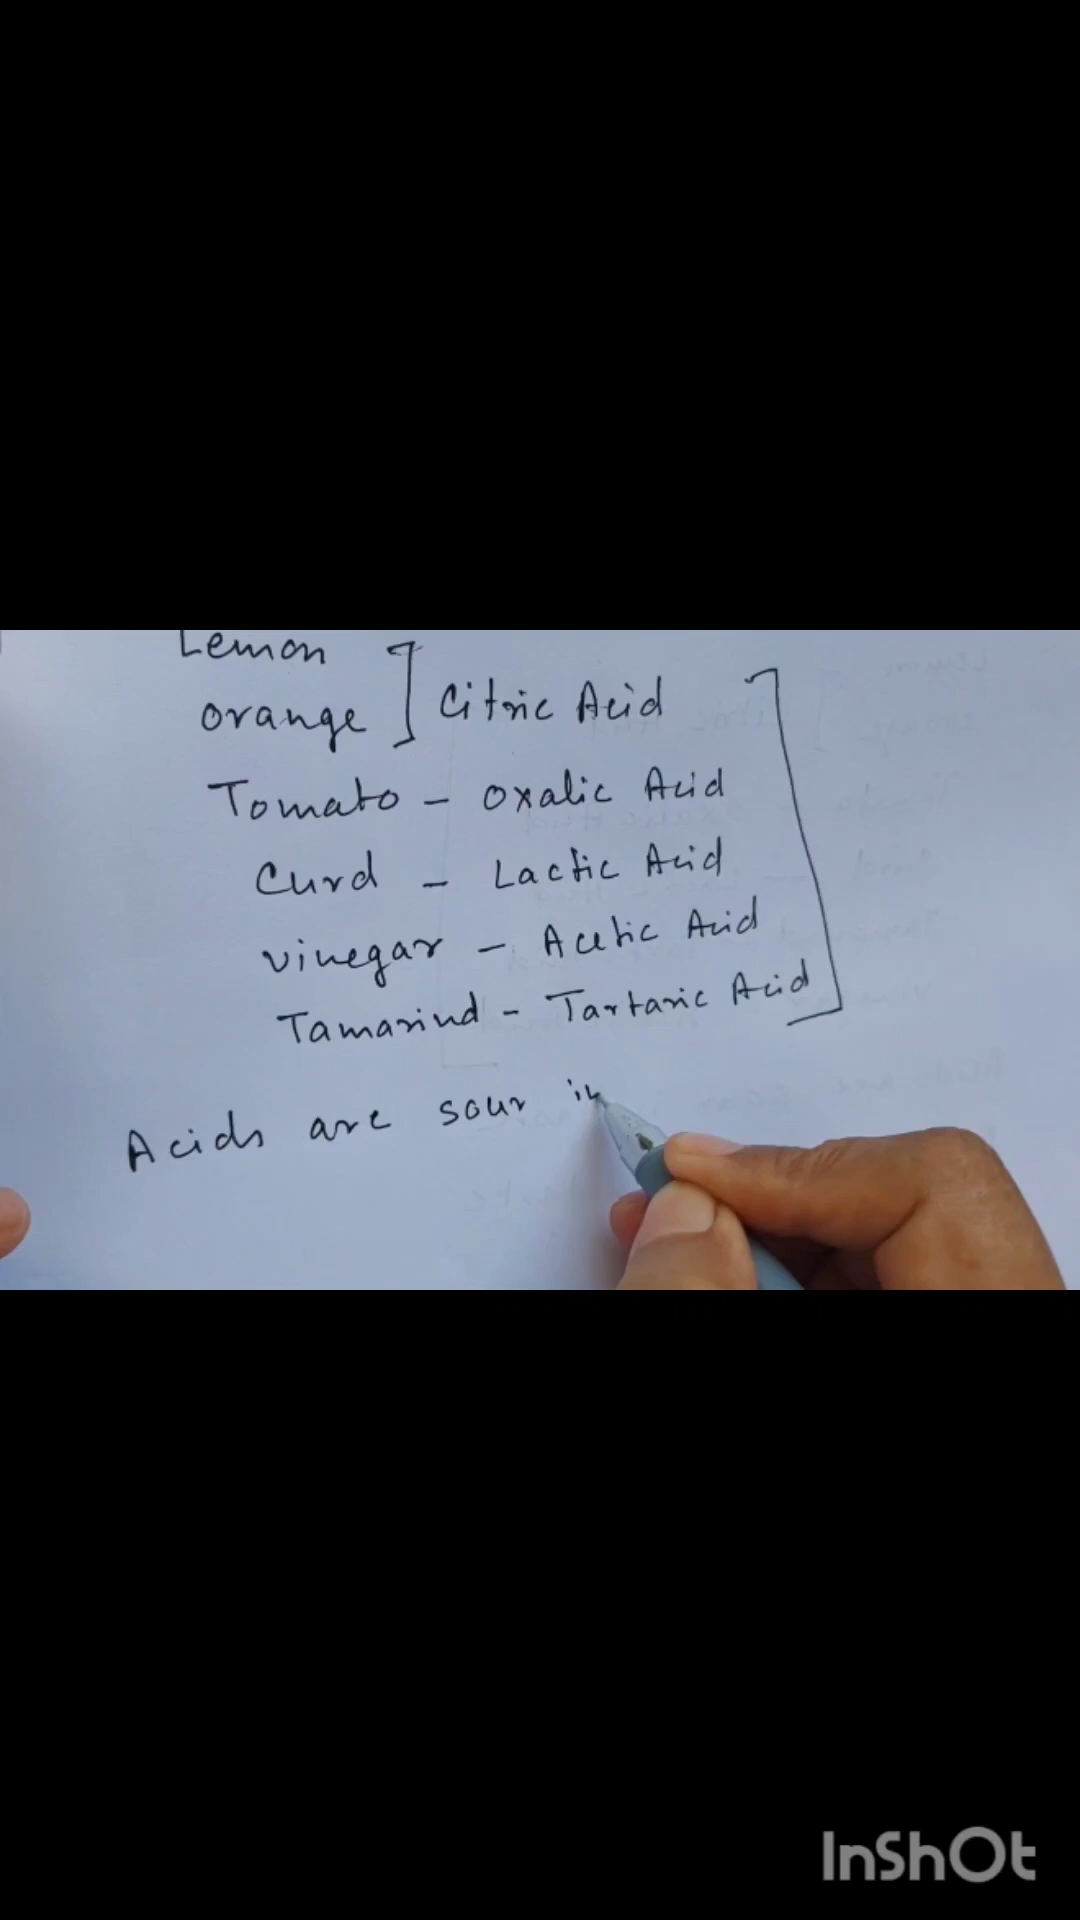 Lemon
orange ] Citric Acid ]
Tomato - Oxalic Acid
Curd - Lactic Acid
Vinegar - Acetic Acid
Tamarind - Tartaric Acid
Acids are sour in
InShOt